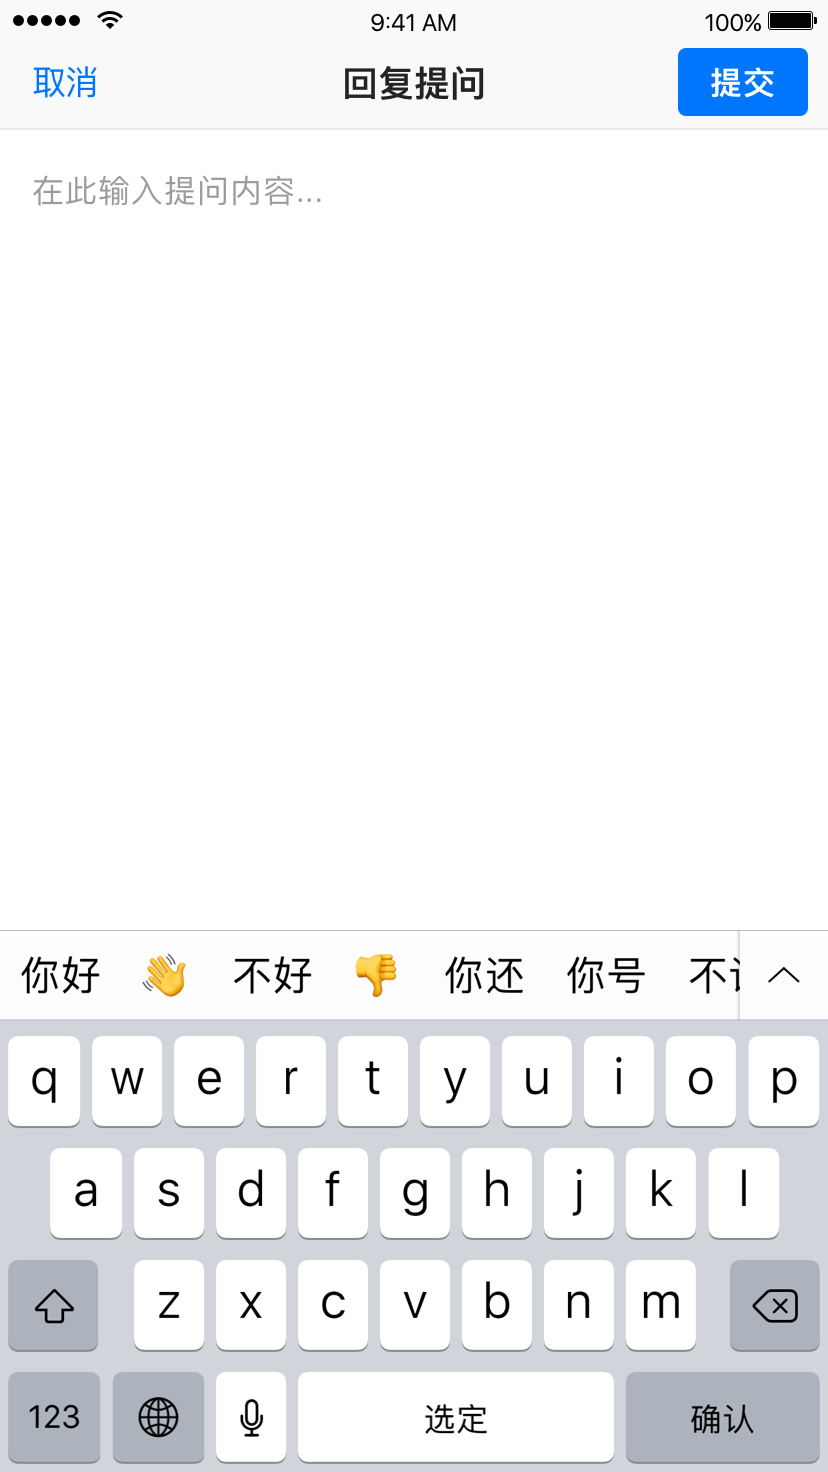 9:41 AM 100%
取消 回复提问 提交
在此输入提问内容...
你好 👋 不好 👎 你还 你号 不
q w e r t y u i o p
a s d f g h j k l
z x c v b n m
123 选定 确认